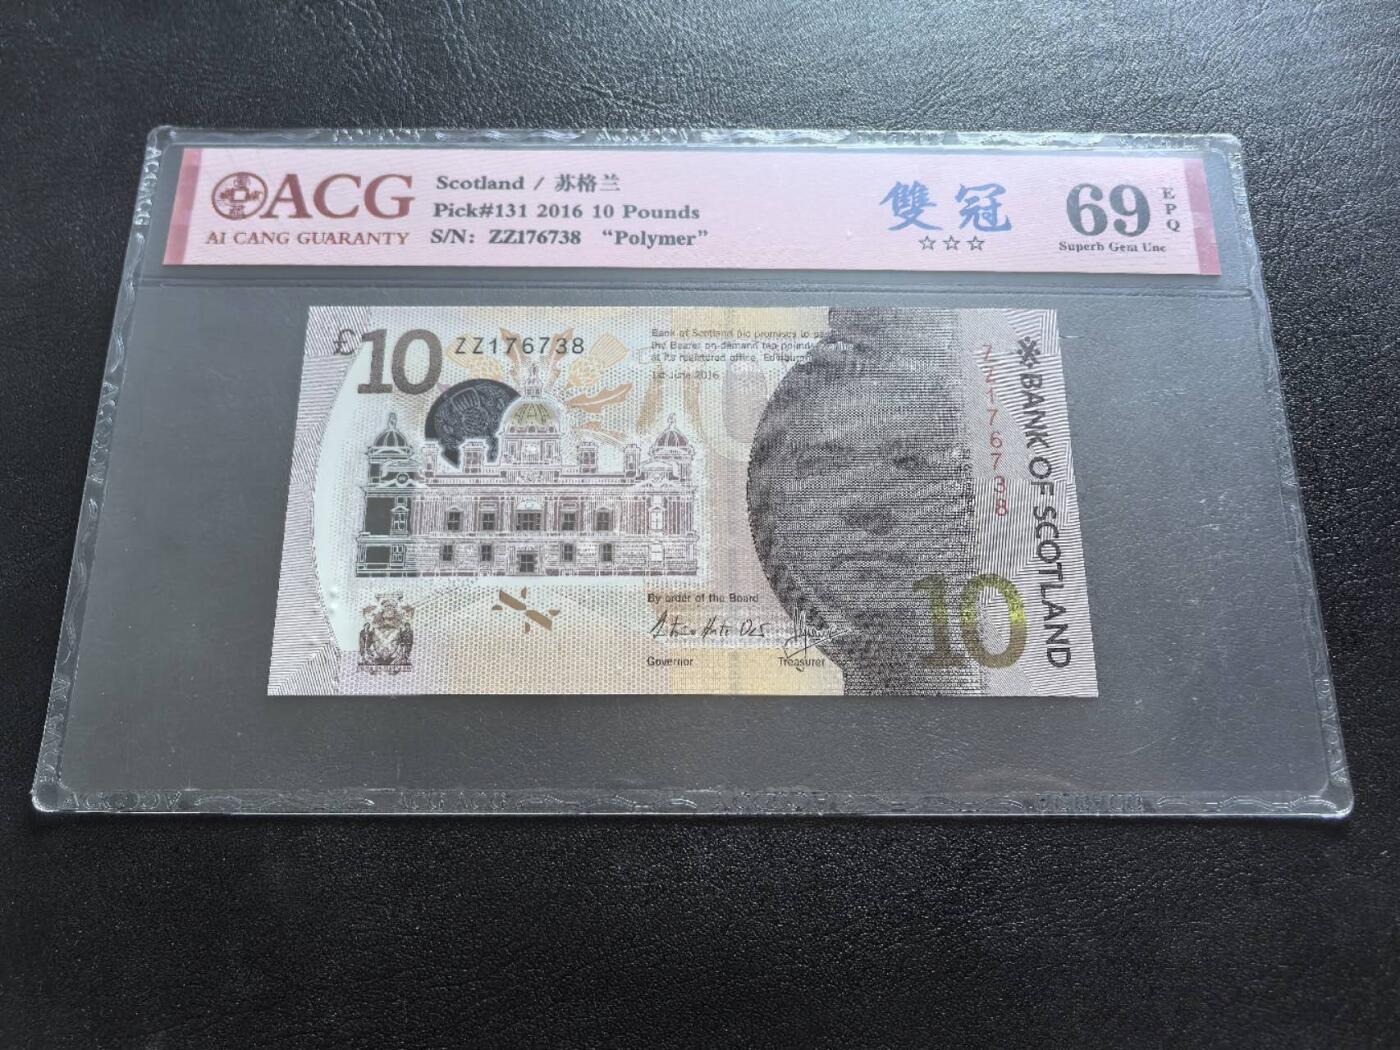 ACG
AI CANG GUARANTY
Scotland / 苏格兰
Pick#131 2016 10 Pounds
S/N: ZZ176738 “Polymer”
雙冠
☆☆☆
69
EPQ
Superb Gem Unc
£10
ZZ176738
Bank of Scotland plc promises to pay
the Bearer on demand ten pounds
at its registered office, Edinburgh
1st June 2016
ZZ176738
BANK OF SCOTLAND
By order of the Board
Governor
Treasurer
10